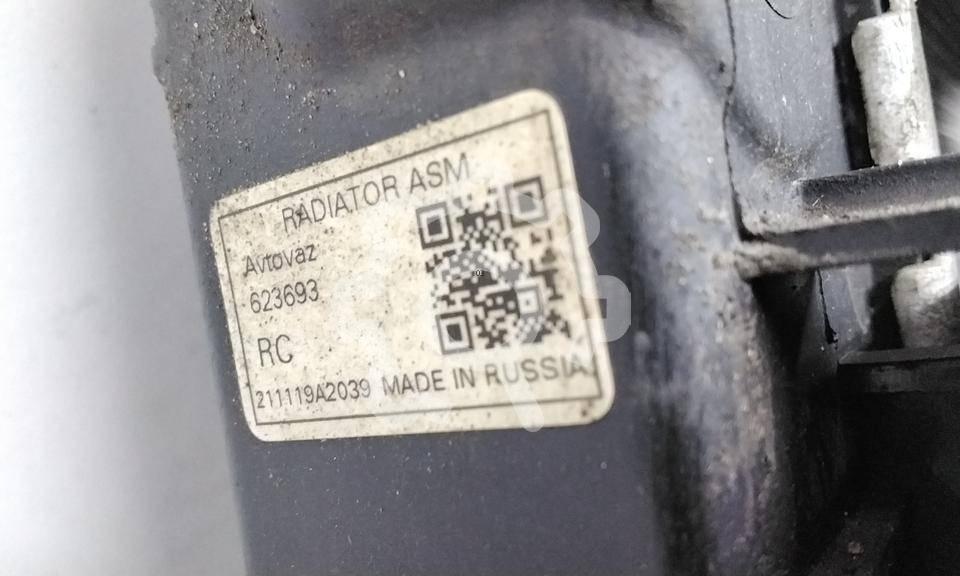 RADIATOR ASM
Avtovaz
623693
RC
211119A2039 MADE IN RUSSIA